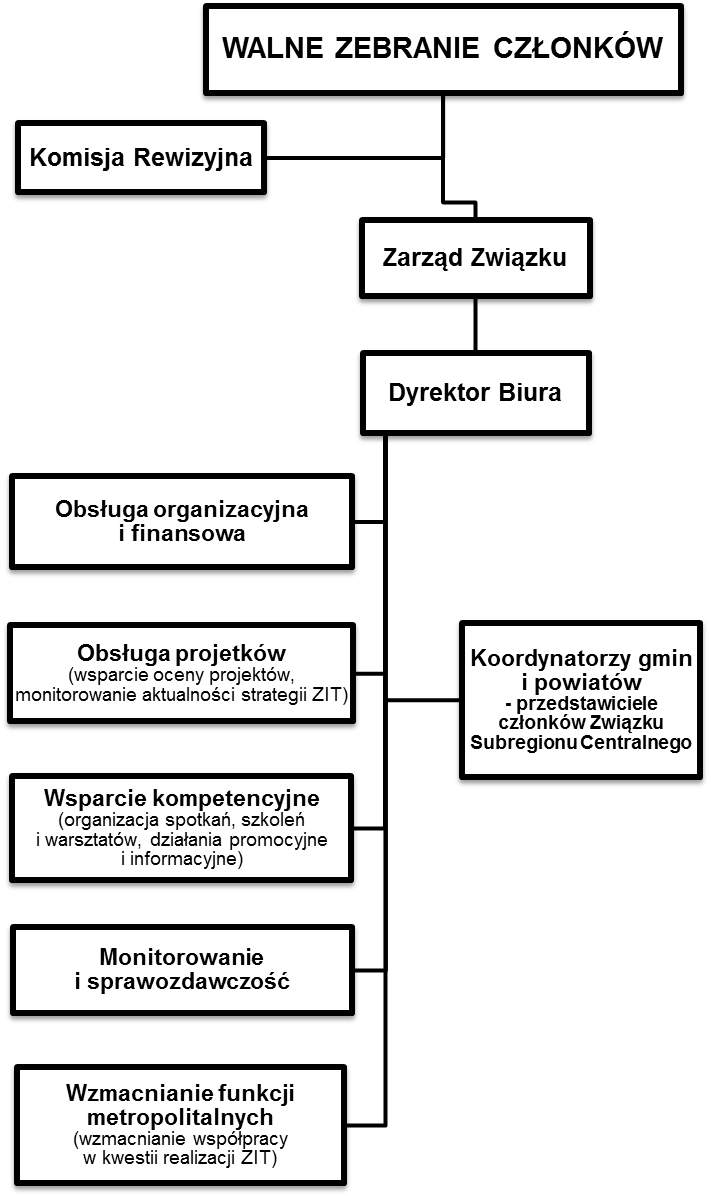 WALNE ZEBRANIE CZŁONKÓW
Komisja Rewizyjna
Zarząd Związku
Dyrektor Biura
Obsługa organizacyjna
i finansowa
Obsługa projetków
(wsparcie oceny projektów,
monitorowanie aktualności strategii ZIT)
Koordynatorzy gmin
i powiatów
- przedstawiciele
członków Związku
Subregionu Centralnego
Wsparcie kompetencyjne
(organizacja spotkań, szkoleń
i warsztatów, działania promocyjne
i informacyjne)
Monitorowanie
i sprawozdawczość
Wzmacnianie funkcji
metropolitalnych
(wzmacnianie współpracy
w kwestii realizacji ZIT)